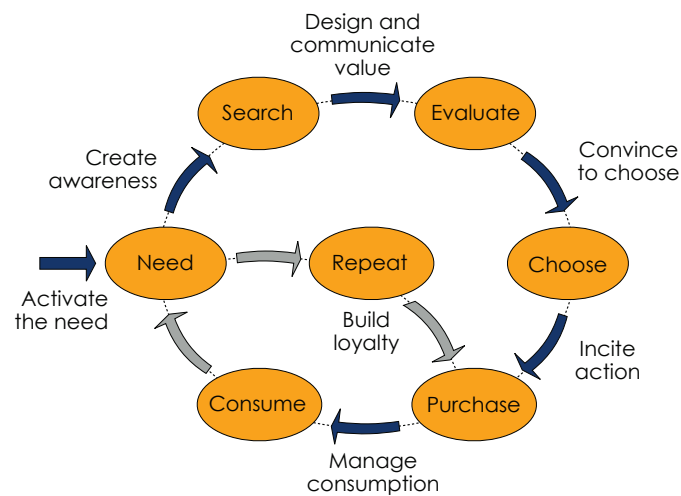 Design and
communicate
value
Search
Evaluate
Create
awareness
Convince
to choose
Need
Repeat
Choose
Activate
the need
Build
loyalty
Incite
action
Consume
Purchase
Manage
consumption